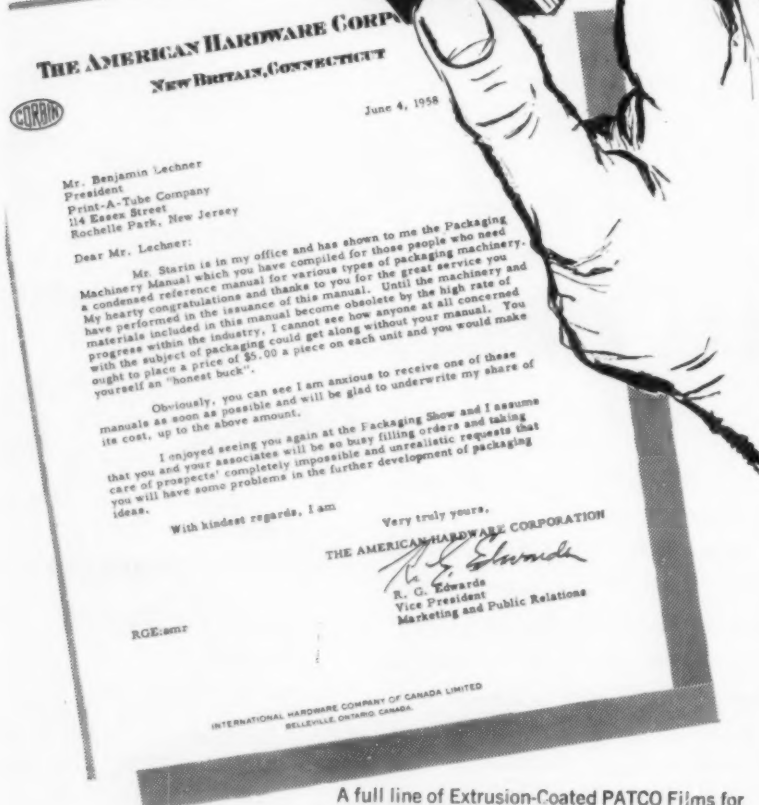 THE AMERICAN HARDWARE
NEW BRITAIN, CONNECTICUT
CORBIN
June 4, 1958
Mr. Benjamin Lechner
President
Print-A-Tube Company
114 Essex Street
Rochelle Park, New Jersey
Dear Mr. Lechner:
Mr. Starin is in my office and has shown to me the Packaging
Machinery Manual which you have compiled for those people who need
a condensed reference manual for various types of packaging machinery.
My hearty congratulations and thanks to you for the great service you
have performed in the issuance of this manual. Until the machinery and
materials included in this manual become obsolete by the high rate of
progress within the industry, I cannot see how anyone at all concerned
with the subject of packaging could get along without your manual. You
ought to place a price of $5.00 a piece on each unit and you would make
yourself an "honest buck".
Obviously, you can see I am anxious to receive one of these
manuals as soon as possible and will be glad to underwrite my share of
its cost, up to the above amount.
I enjoyed seeing you again at the Packaging Show and I assume
that you and your associates will be so busy filling orders and taking
care of prospects' completely impossible and unrealistic requests that
you will have some problems in the further development of packaging
ideas.
With kindest regards, I am
Very truly yours,
THE AMERICAN HARDWARE CORPORATION
R. G. Edwards
R. G. Edwards
Vice President
Marketing and Public Relations
RGE:amr
INTERNATIONAL HARDWARE COMPANY OF CANADA LIMITED
BELLEVILLE, ONTARIO, CANADA.
A full line of Extrusion-Coated PATCO Films for